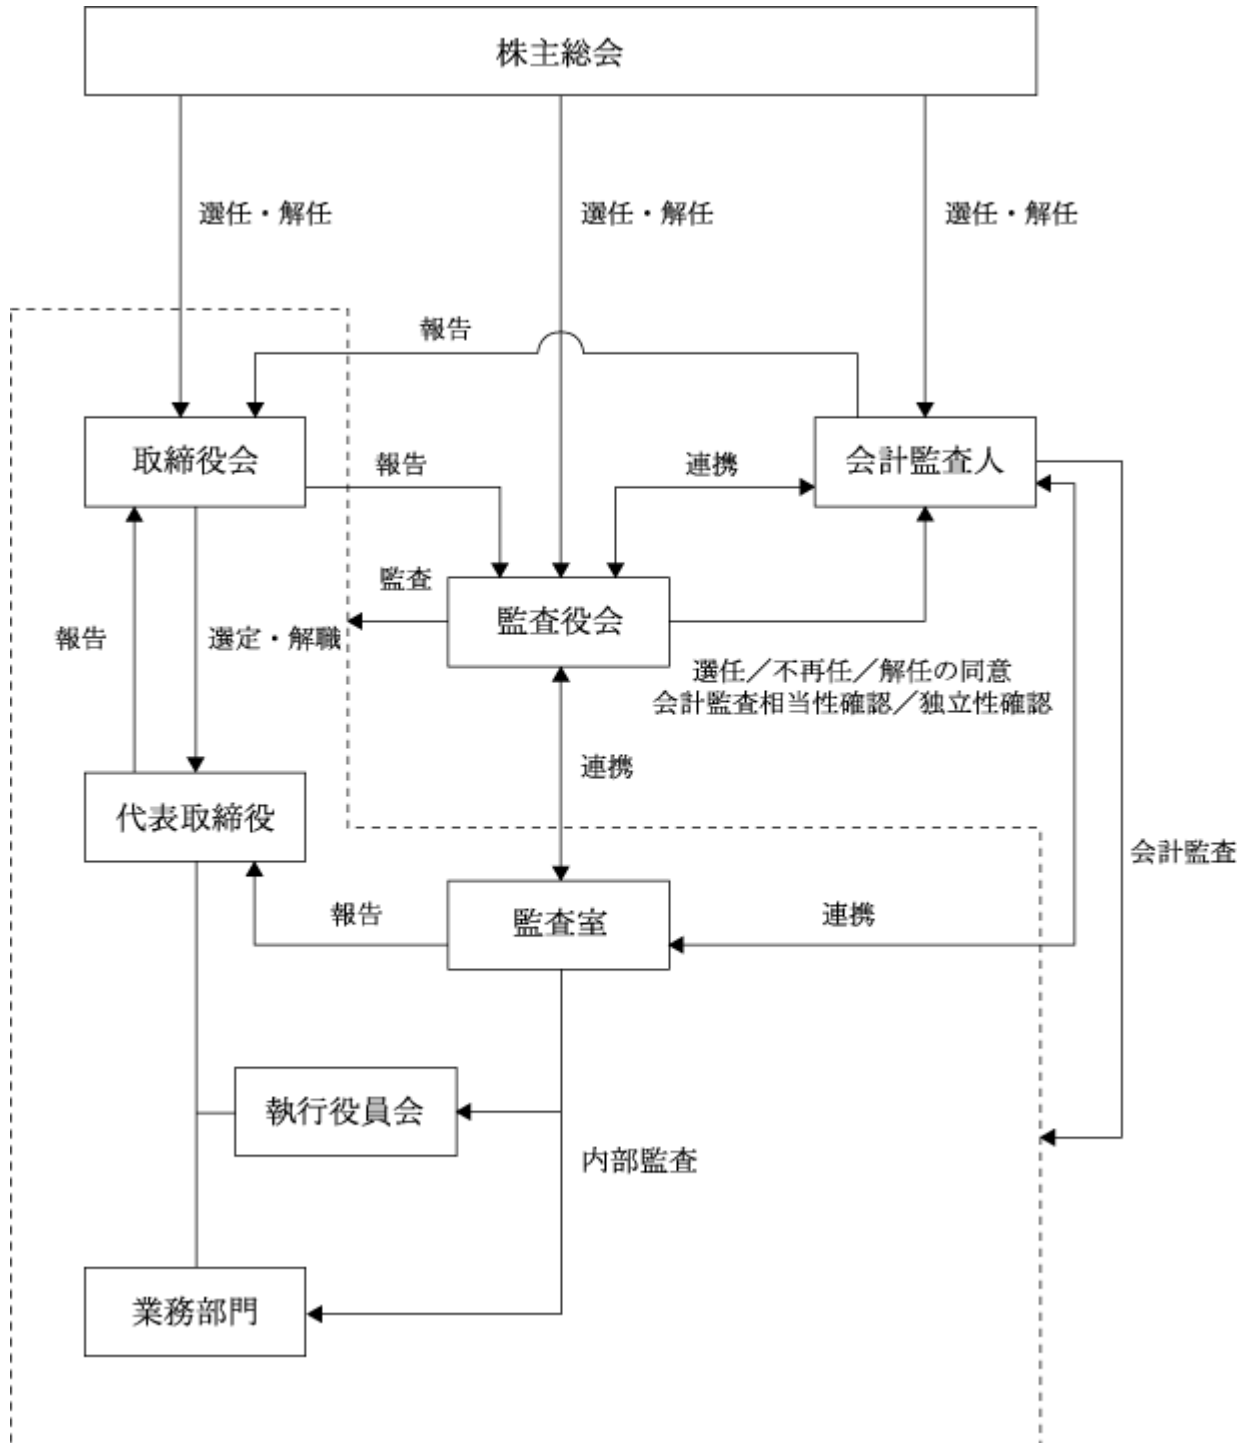 株主総会
選任・解任
選任・解任
選任・解任
報告
取締役会
報告
連携
会計監査人
監査
監査役会
報告
選定・解職
選任／不再任／解任の同意
会計監査相当性確認／独立性確認
連携
代表取締役
会計監査
報告
監査室
連携
執行役員会
内部監査
業務部門